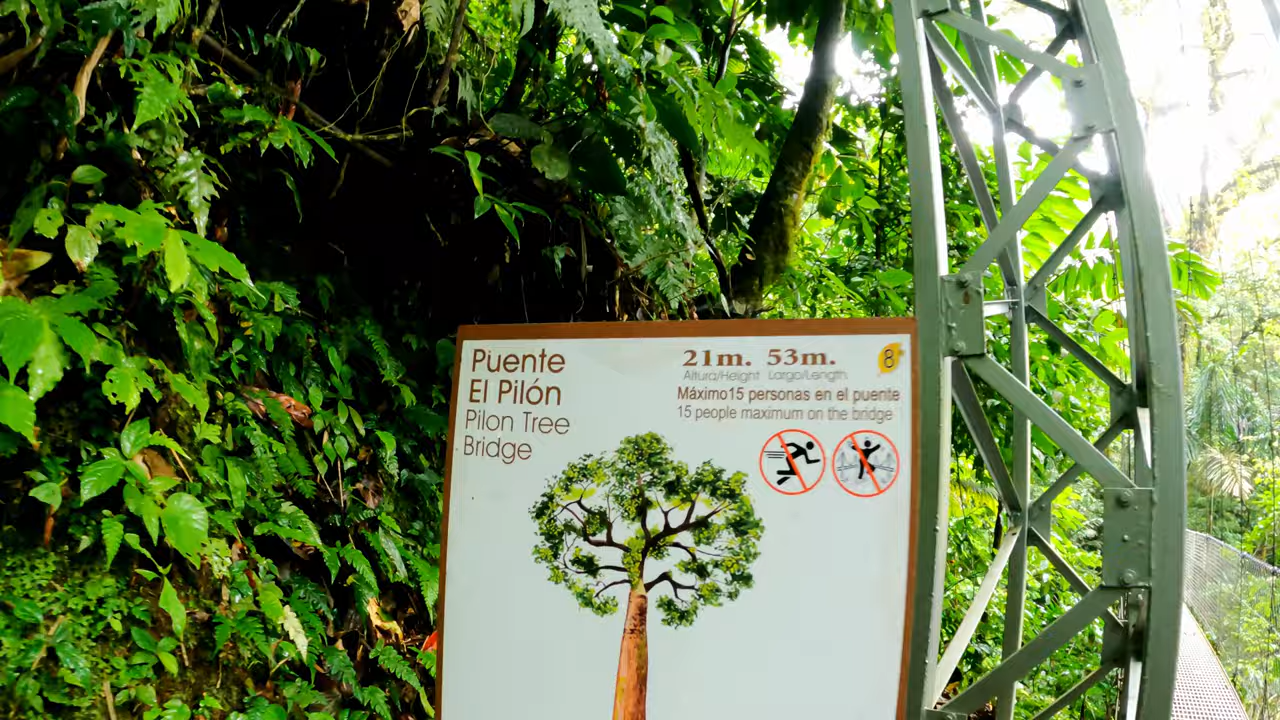 Puente
El Pilón
Pilon Tree
Bridge
21m. 53m.
Altura/Height Largo/Length
Máximo15 personas en el puente
15 people maximum on the bridge
8